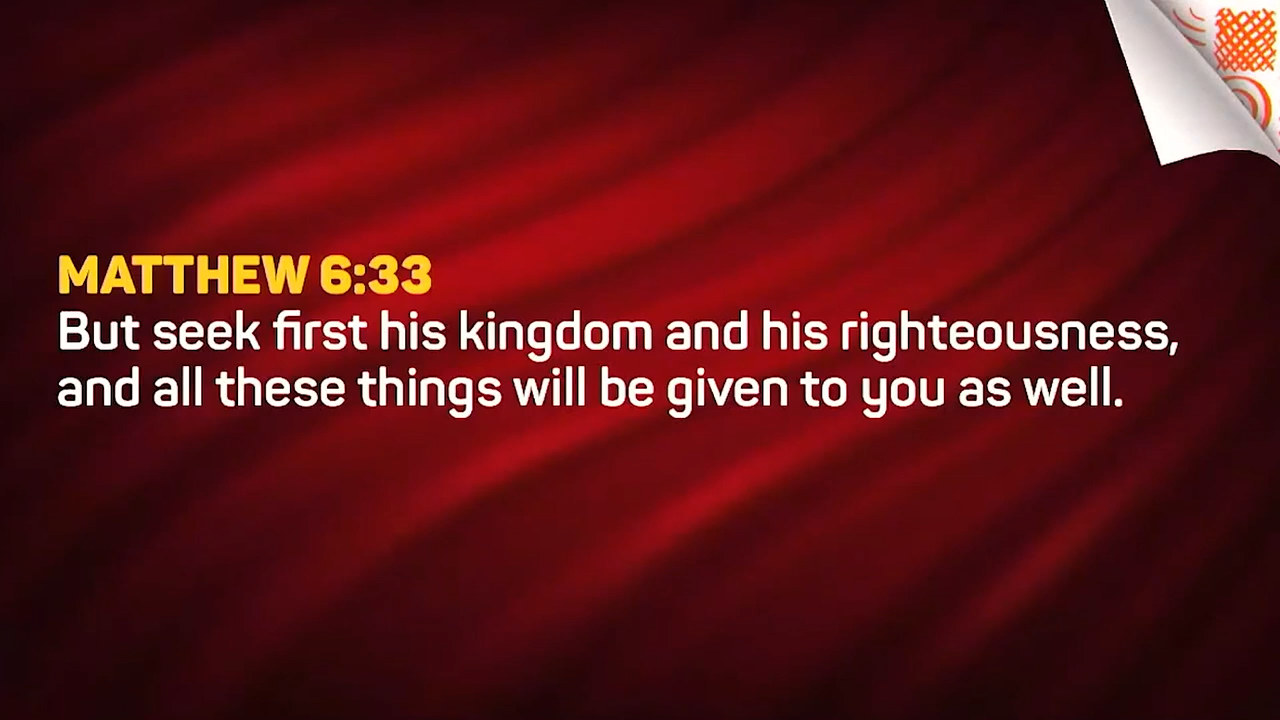 MATTHEW 6:33
But seek first his kingdom and his righteousness,
and all these things will be given to you as well.